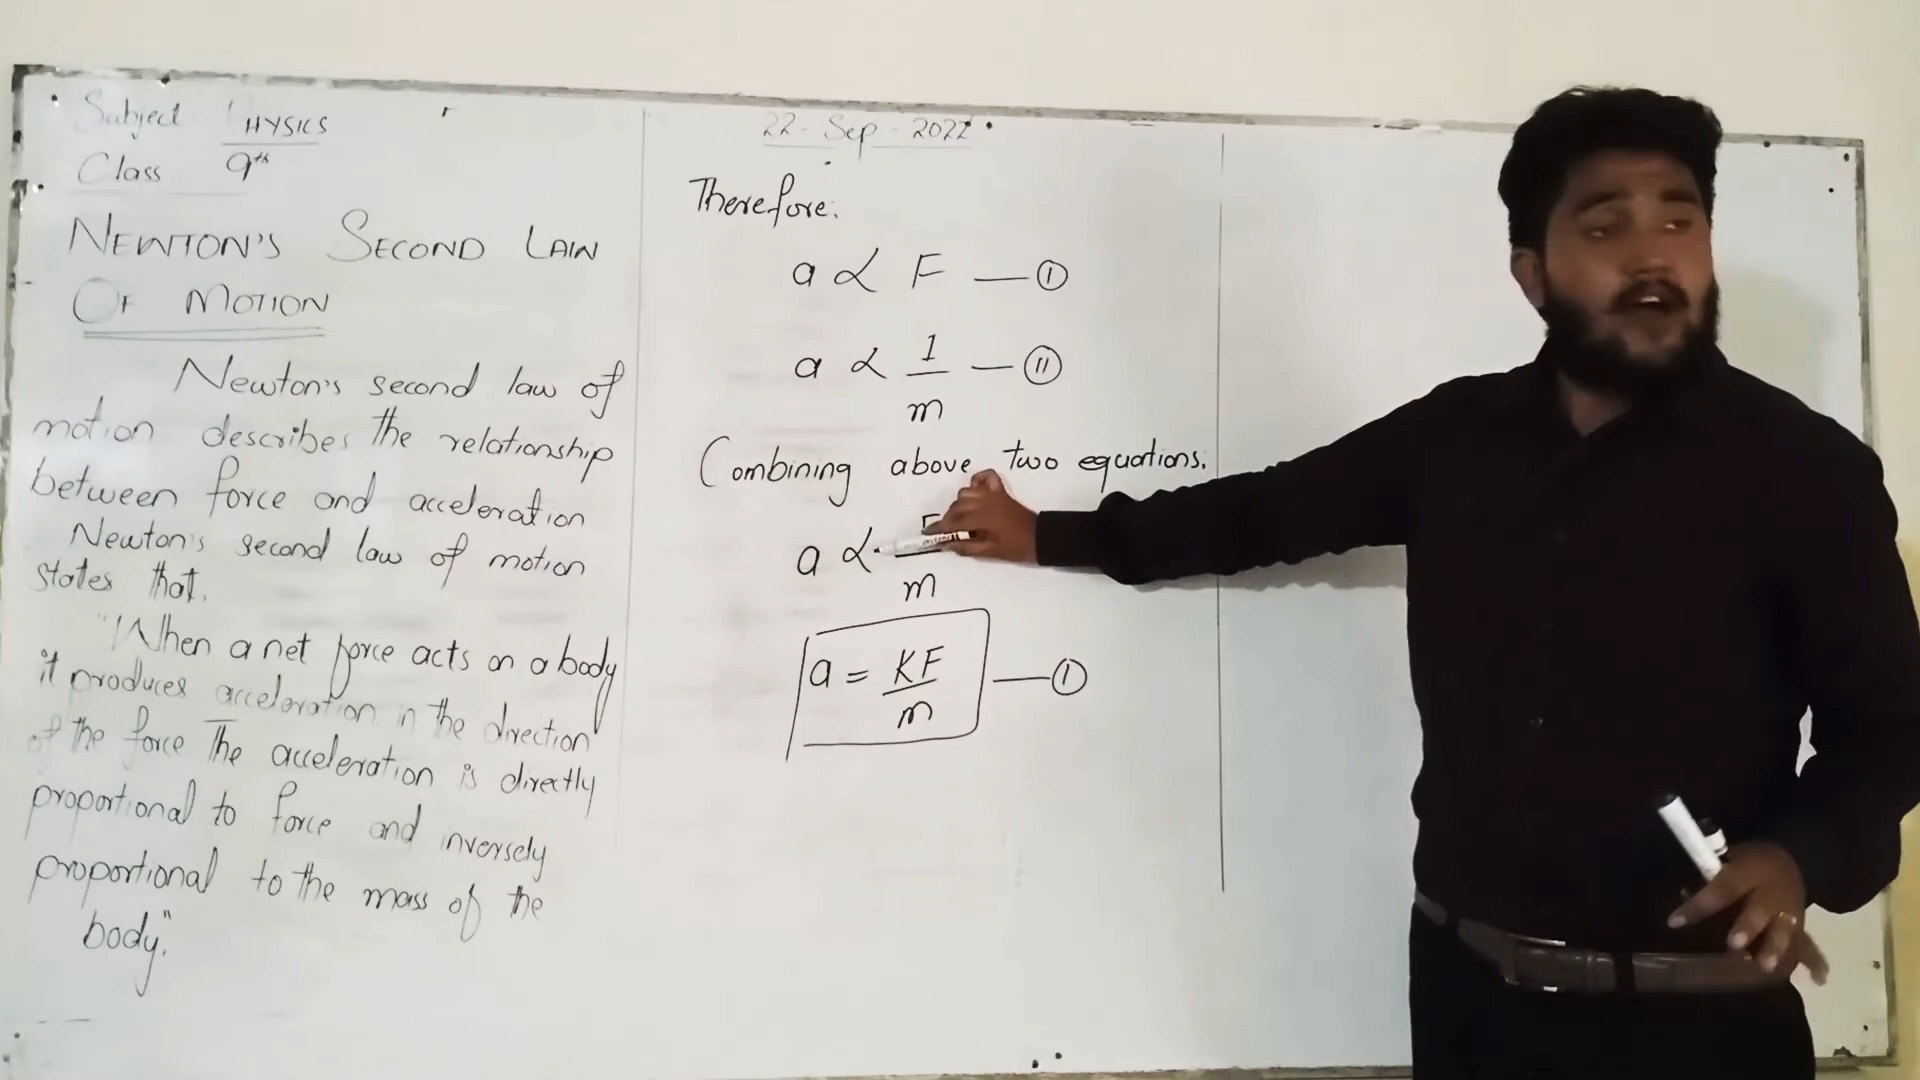 Subject PHYSICS
Class 9th
NEWTON'S SECOND LAW
OF MOTION
Newton's second law of
motion describes the relationship
between force and acceleration
Newton's second law of motion
states that.
"When a net force acts on a body
it produces acceleration in the direction
of the force The acceleration is directly
proportional to force and inversely
proportional to the mass of the
body."
22-Sep-2022
Therefore:
a ∝ F — (I)
a ∝ 1/m — (II)
Combining above two equations.
a ∝ F/m
a = KF/m — (I)